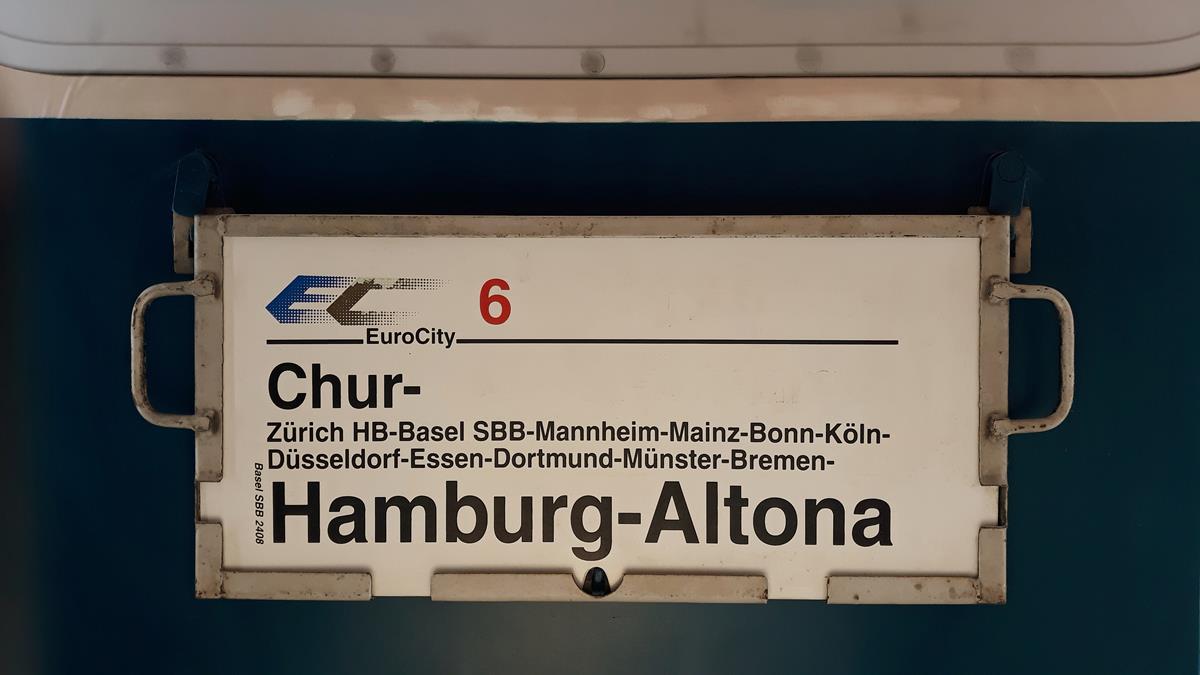 EC 6
EuroCity
Chur-
Zürich HB-Basel SBB-Mannheim-Mainz-Bonn-Köln-
Düsseldorf-Essen-Dortmund-Münster-Bremen-
Hamburg-Altona
Basel SBB 2408